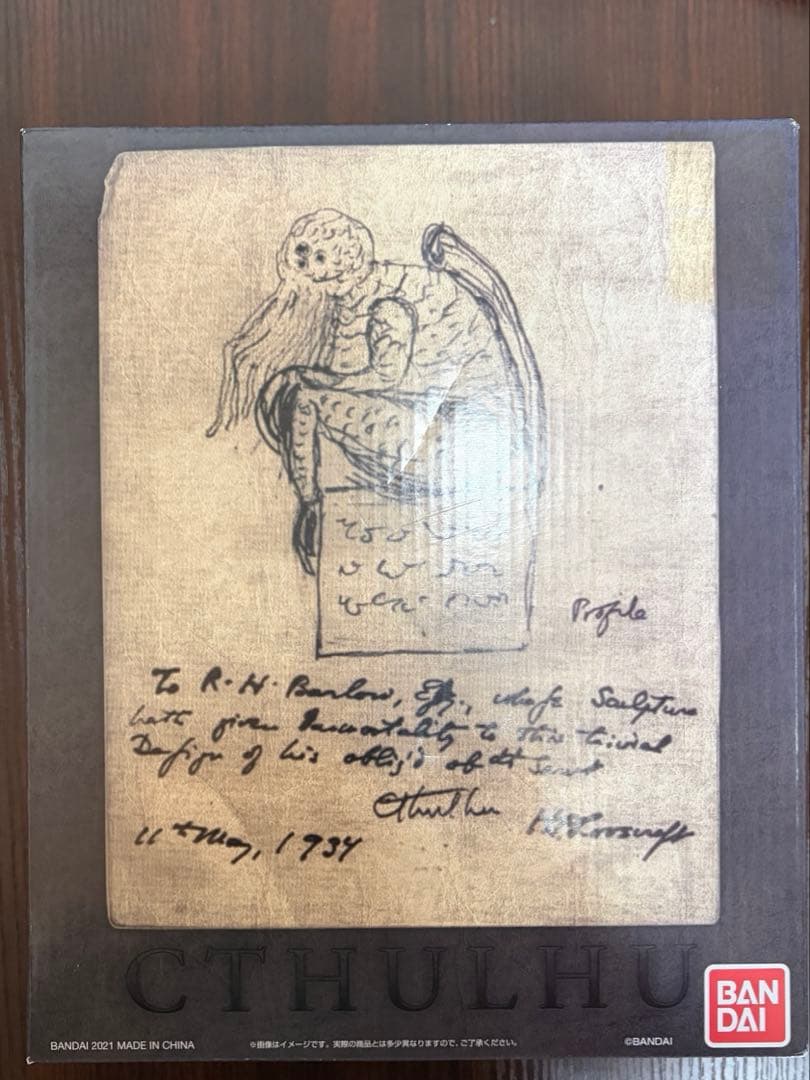 Profile
To R. H. Barlow, Esq., whose Sculpture
hath given Immortality to this trivial
Design of his oblig'd obdt Servt
Cthulhu
H. P. Lovecraft
11th May, 1934
CTHULHU
BAN
DAI
BANDAI 2021 MADE IN CHINA
※画像はイメージです。実際の商品とは多少異なりますので、ご了承ください。
©BANDAI